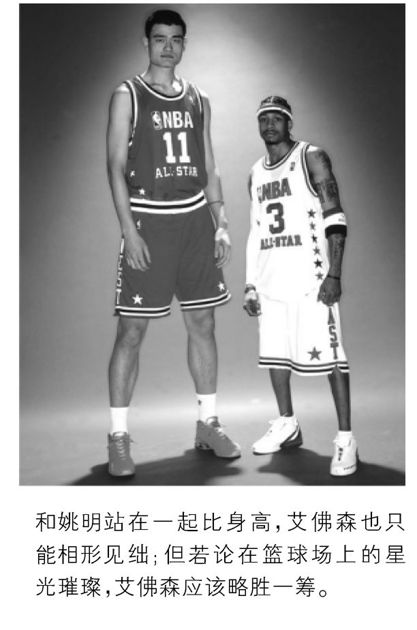 NBA
11
ALL-STAR
NBA
3
ALL-STAR
和姚明站在一起比身高,艾佛森也只
能相形见绌;但若论在篮球场上的星
光璀璨,艾佛森应该略胜一筹。